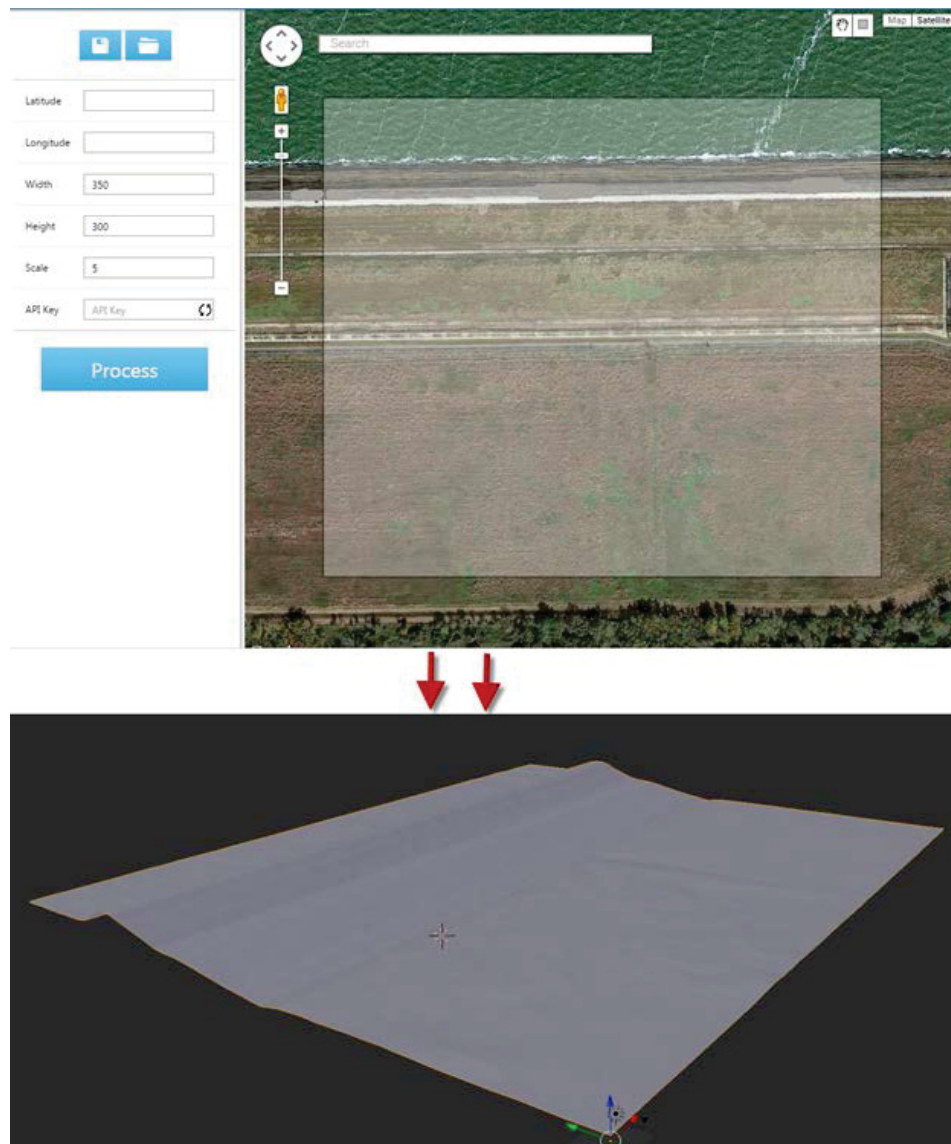 Search
Map Satellite
Latitude
Longitude
Width 350
Height 300
Scale 5
API Key API Key
Process